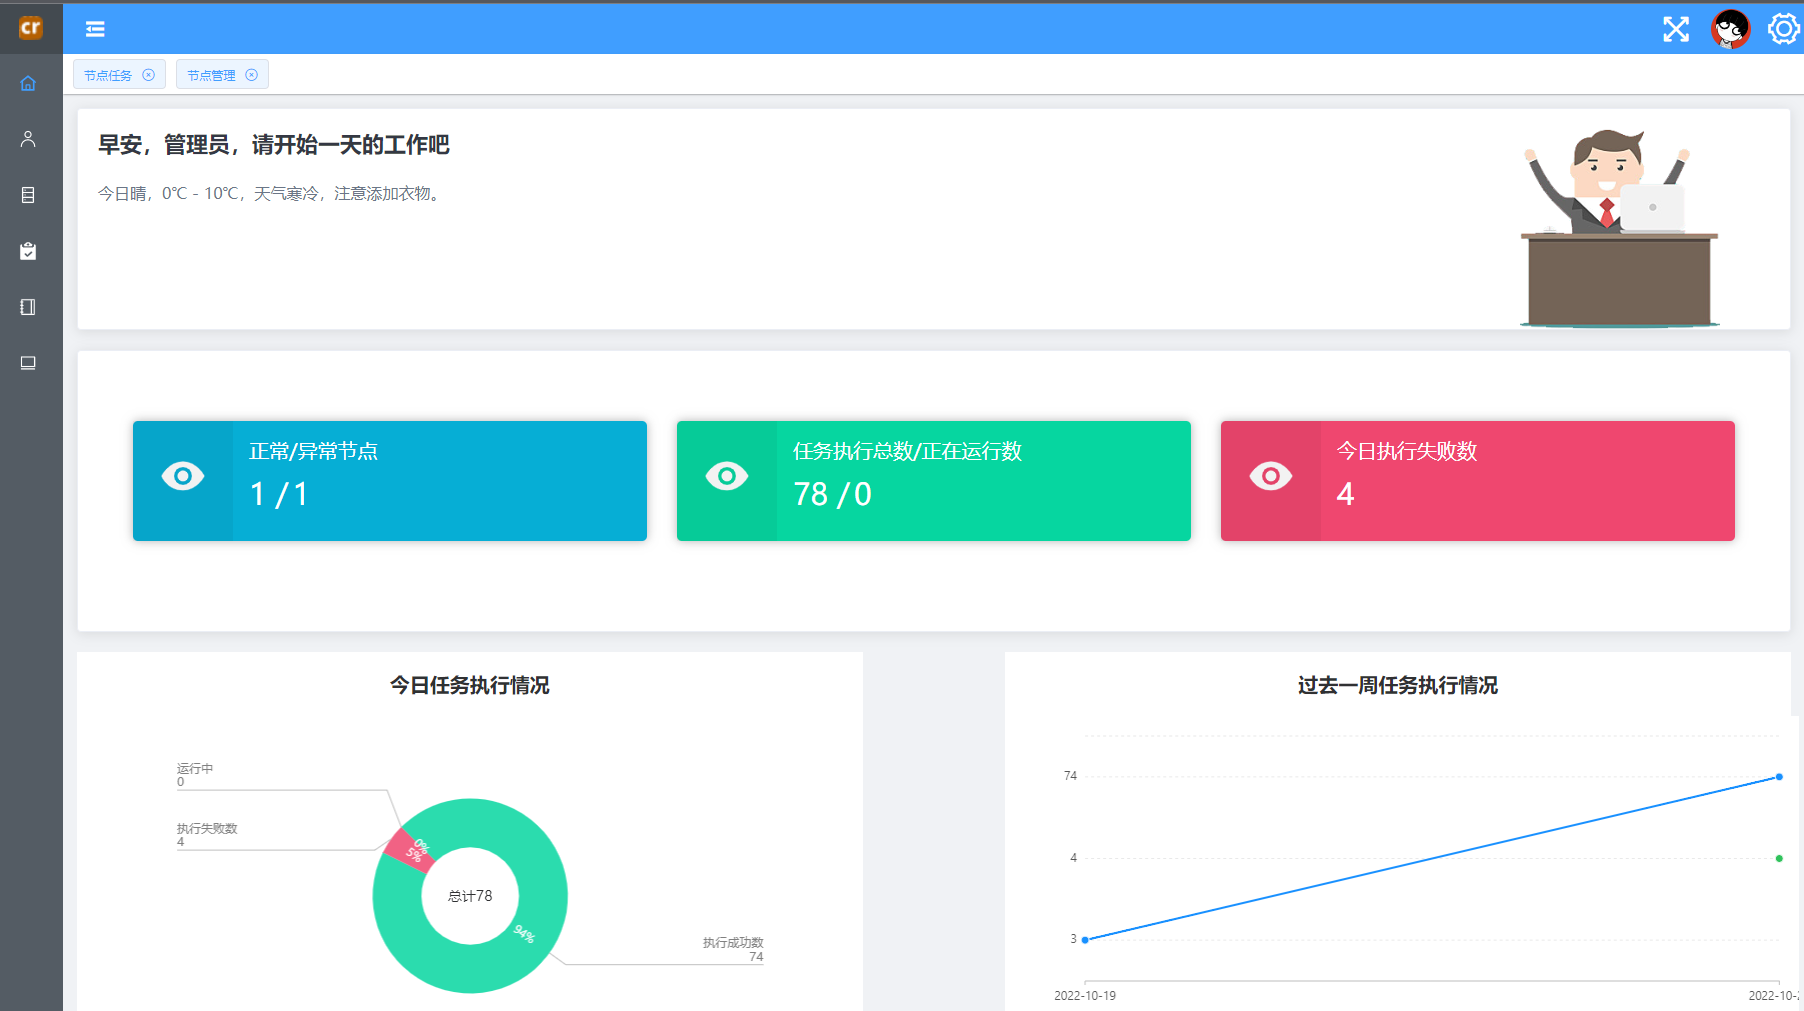 cr
节点任务
节点管理
早安，管理员，请开始一天的工作吧
今日晴，0℃ - 10℃，天气寒冷，注意添加衣物。
正常/异常节点
1 / 1
任务执行总数/正在运行数
78 / 0
今日执行失败数
4
今日任务执行情况
运行中
0
执行失败数
4
0%
5%
总计78
94%
执行成功数
74
过去一周任务执行情况
74
4
3
2022-10-19
2022-10-